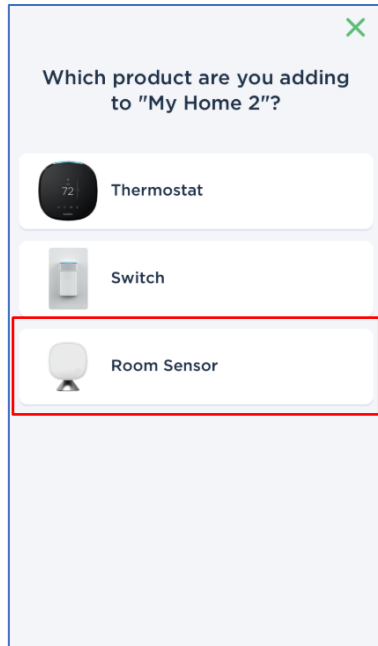 Which product are you adding
to "My Home 2"?
72
Thermostat
Switch
Room Sensor